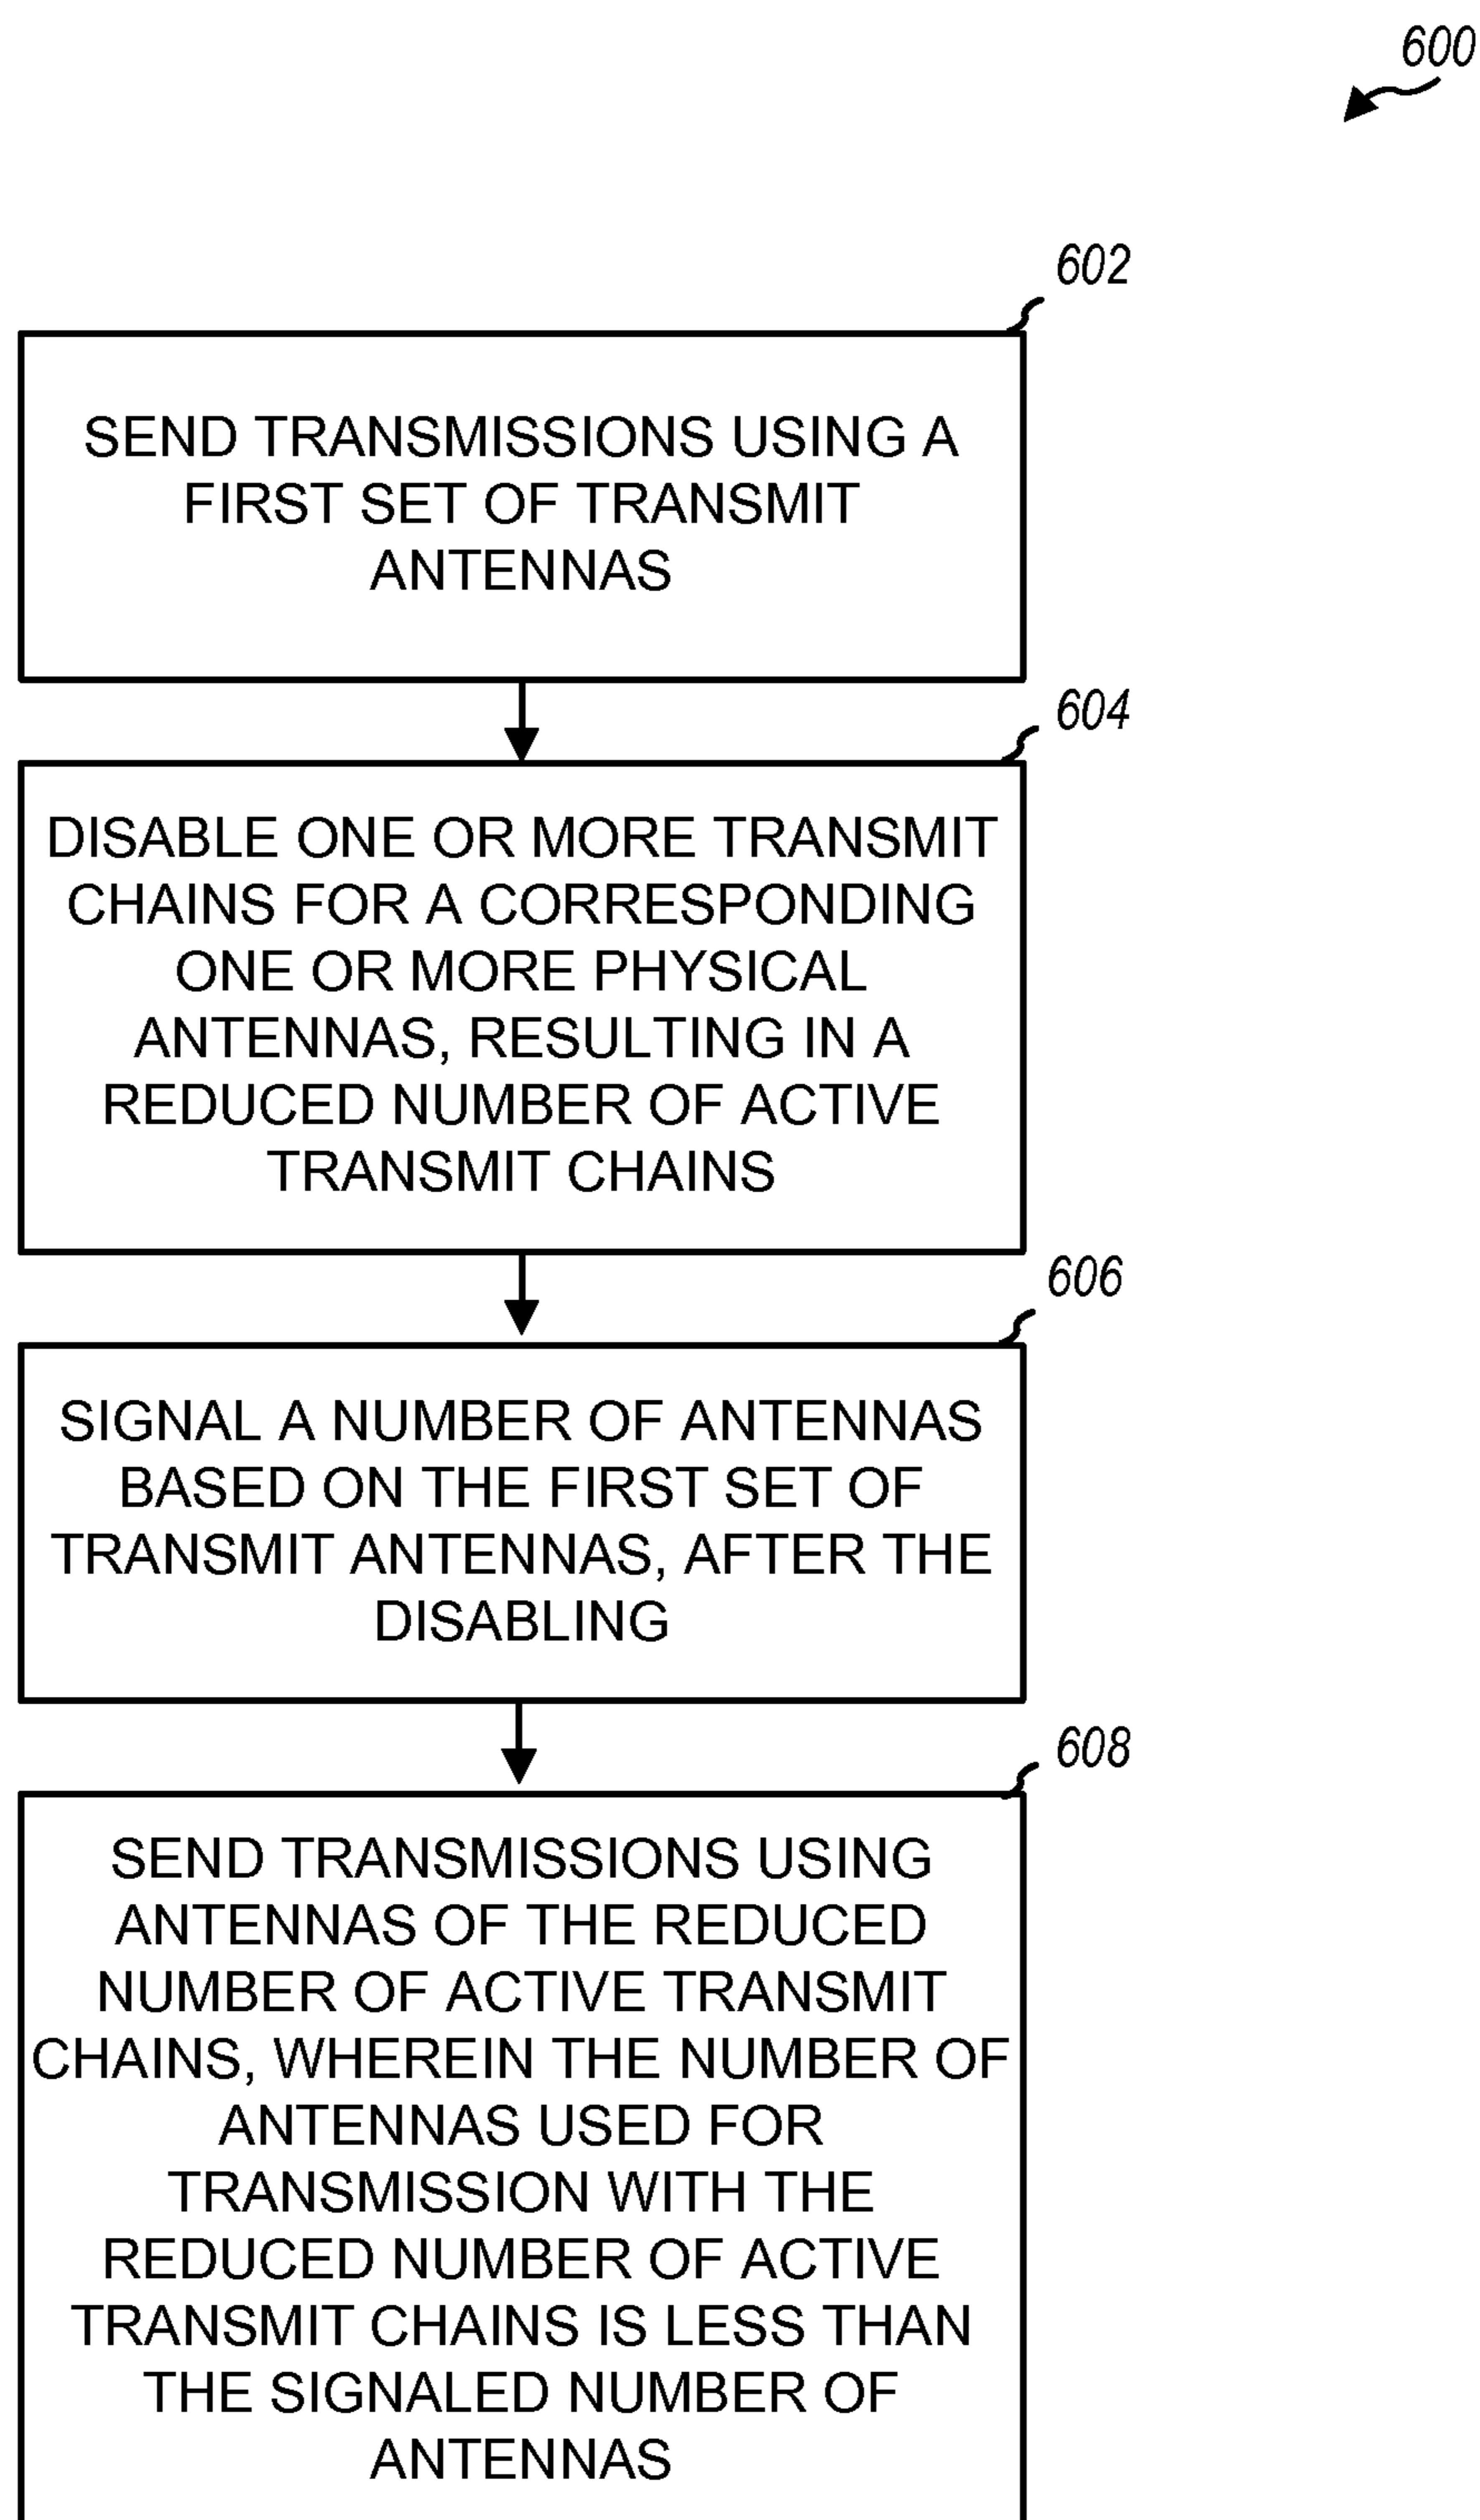 600
602
SEND TRANSMISSIONS USING A
FIRST SET OF TRANSMIT
ANTENNAS
604
DISABLE ONE OR MORE TRANSMIT
CHAINS FOR A CORRESPONDING
ONE OR MORE PHYSICAL
ANTENNAS, RESULTING IN A
REDUCED NUMBER OF ACTIVE
TRANSMIT CHAINS
606
SIGNAL A NUMBER OF ANTENNAS
BASED ON THE FIRST SET OF
TRANSMIT ANTENNAS, AFTER THE
DISABLING
608
SEND TRANSMISSIONS USING
ANTENNAS OF THE REDUCED
NUMBER OF ACTIVE TRANSMIT
CHAINS, WHEREIN THE NUMBER OF
ANTENNAS USED FOR
TRANSMISSION WITH THE
REDUCED NUMBER OF ACTIVE
TRANSMIT CHAINS IS LESS THAN
THE SIGNALED NUMBER OF
ANTENNAS